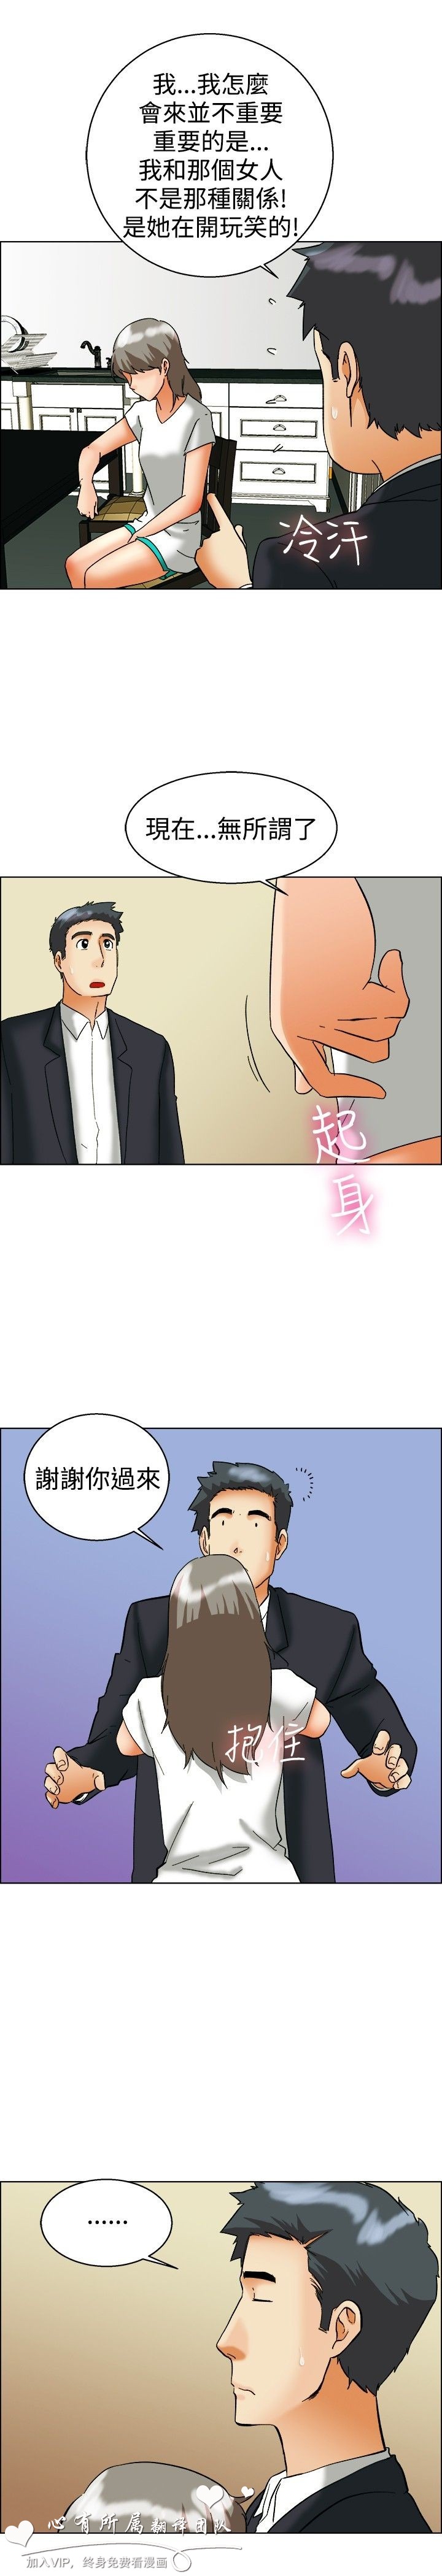 我...我怎麼
會來並不重要
重要的是...
我和那個女人
不是那種關係!
是她在開玩笑的!
冷汗
現在...無所謂了
起身
謝謝你過來
抱住
......
心有所属翻译团队
加入VIP，终身免费看漫画